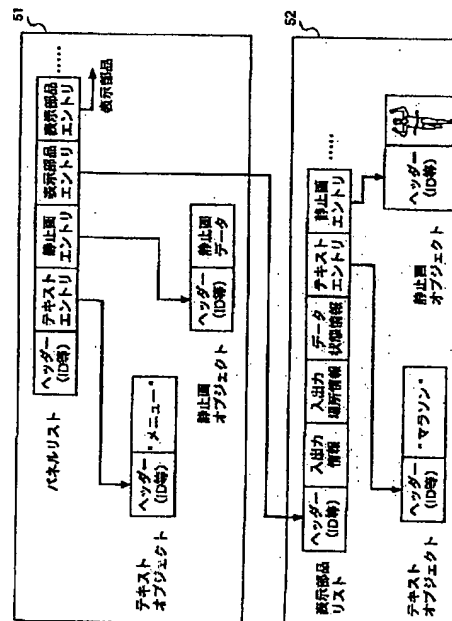 51
パネルリスト
ヘッダー
(ID等)
テキスト
エントリ
静止画
エントリ
表示部品
エントリ
表示部品
エントリ
……
表示部品
テキスト
オブジェクト
ヘッダー
(ID等)
"メニュー"
静止画
オブジェクト
ヘッダー
(ID等)
静止画
データ
52
表示部品
リスト
ヘッダー
(ID等)
入出力
情報
入出力
場所情報
データ
状態情報
テキスト
エントリ
静止画
エントリ
……
テキスト
オブジェクト
ヘッダー
(ID等)
"マラソン"
静止画
オブジェクト
ヘッダー
(ID等)